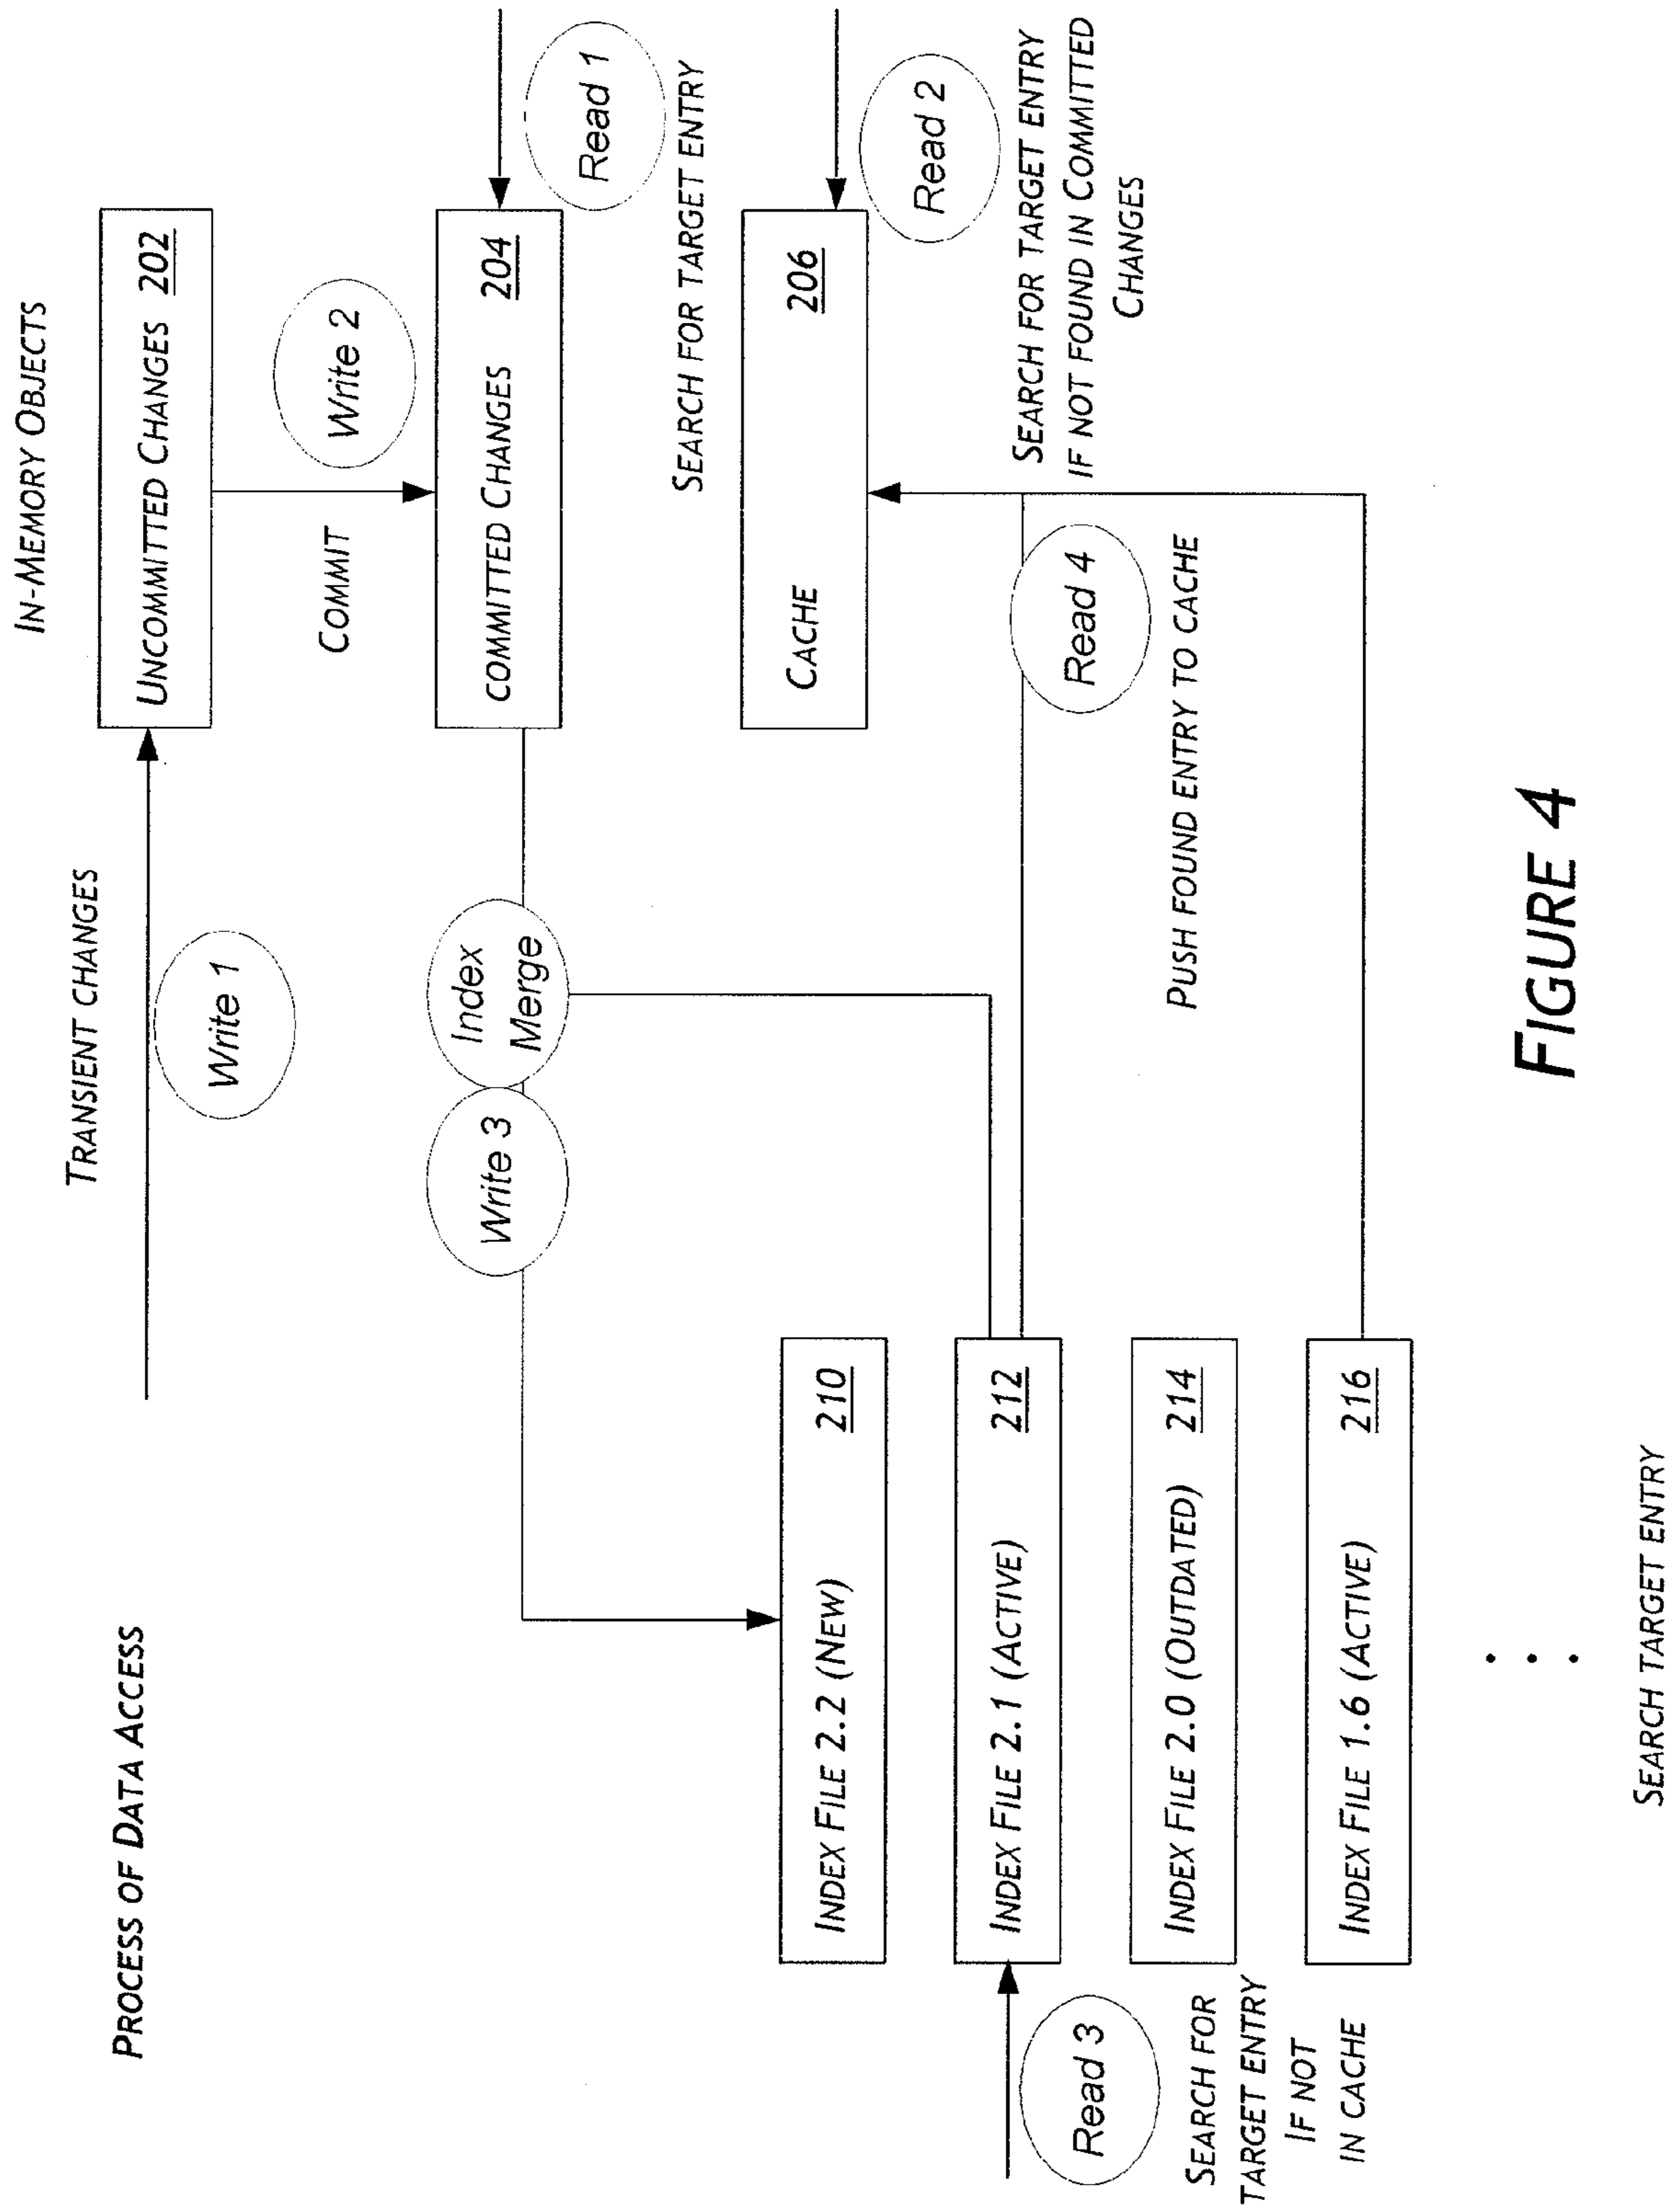 PROCESS OF DATA ACCESS
TRANSIENT CHANGES
IN-MEMORY OBJECTS
Write 1
UNCOMMITTED CHANGES 202
COMMIT
Write 2
Write 3
Index
Merge
COMMITTED CHANGES 204
Read 1
SEARCH FOR TARGET ENTRY
INDEX FILE 2.2 (NEW) 210
CACHE 206
Read 2
INDEX FILE 2.1 (ACTIVE) 212
Read 3
SEARCH FOR
TARGET ENTRY
IF NOT
IN CACHE
Read 4
PUSH FOUND ENTRY TO CACHE
SEARCH FOR TARGET ENTRY
IF NOT FOUND IN COMMITTED
CHANGES
INDEX FILE 2.0 (OUTDATED) 214
INDEX FILE 1.6 (ACTIVE) 216
SEARCH TARGET ENTRY
FIGURE 4